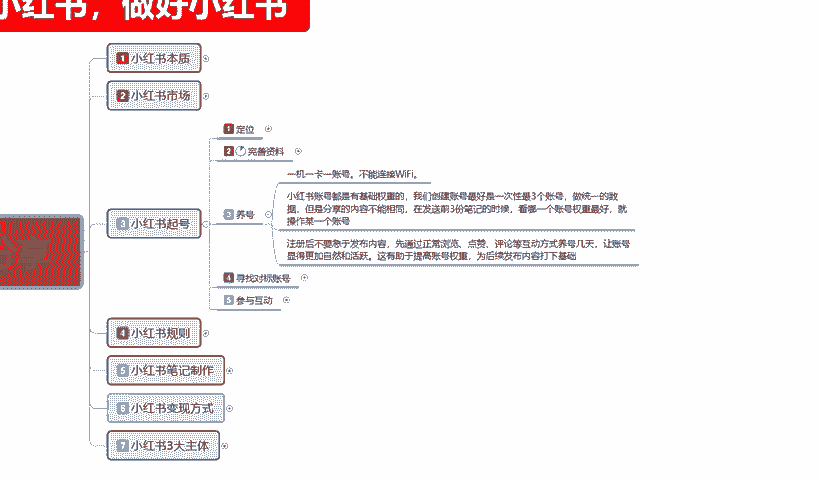 小红书，做好小红书
1 小红书本质
2 小红书市场
3 小红书起号
1 定位
2 完善资料
3 养号
一机一卡一账号。不能连接WiFi。
小红书账号都是有基础权重的，我们创建账号最好是一次性最3个账号，做统一的数
据，但是分享的内容不能相同，在发送前3份笔记的时候，看哪一个账号权重最好，就
操作某一个账号
注册后不要急于发布内容，先通过正常浏览、点赞、评论等互动方式养号几天，让账号
显得更加自然和活跃。这有助于提高账号权重，为后续发布内容打下基础
4 寻找对标账号
5 参与互动
4 小红书规则
5 小红书笔记制作
6 小红书变现方式
7 小红书3大主体